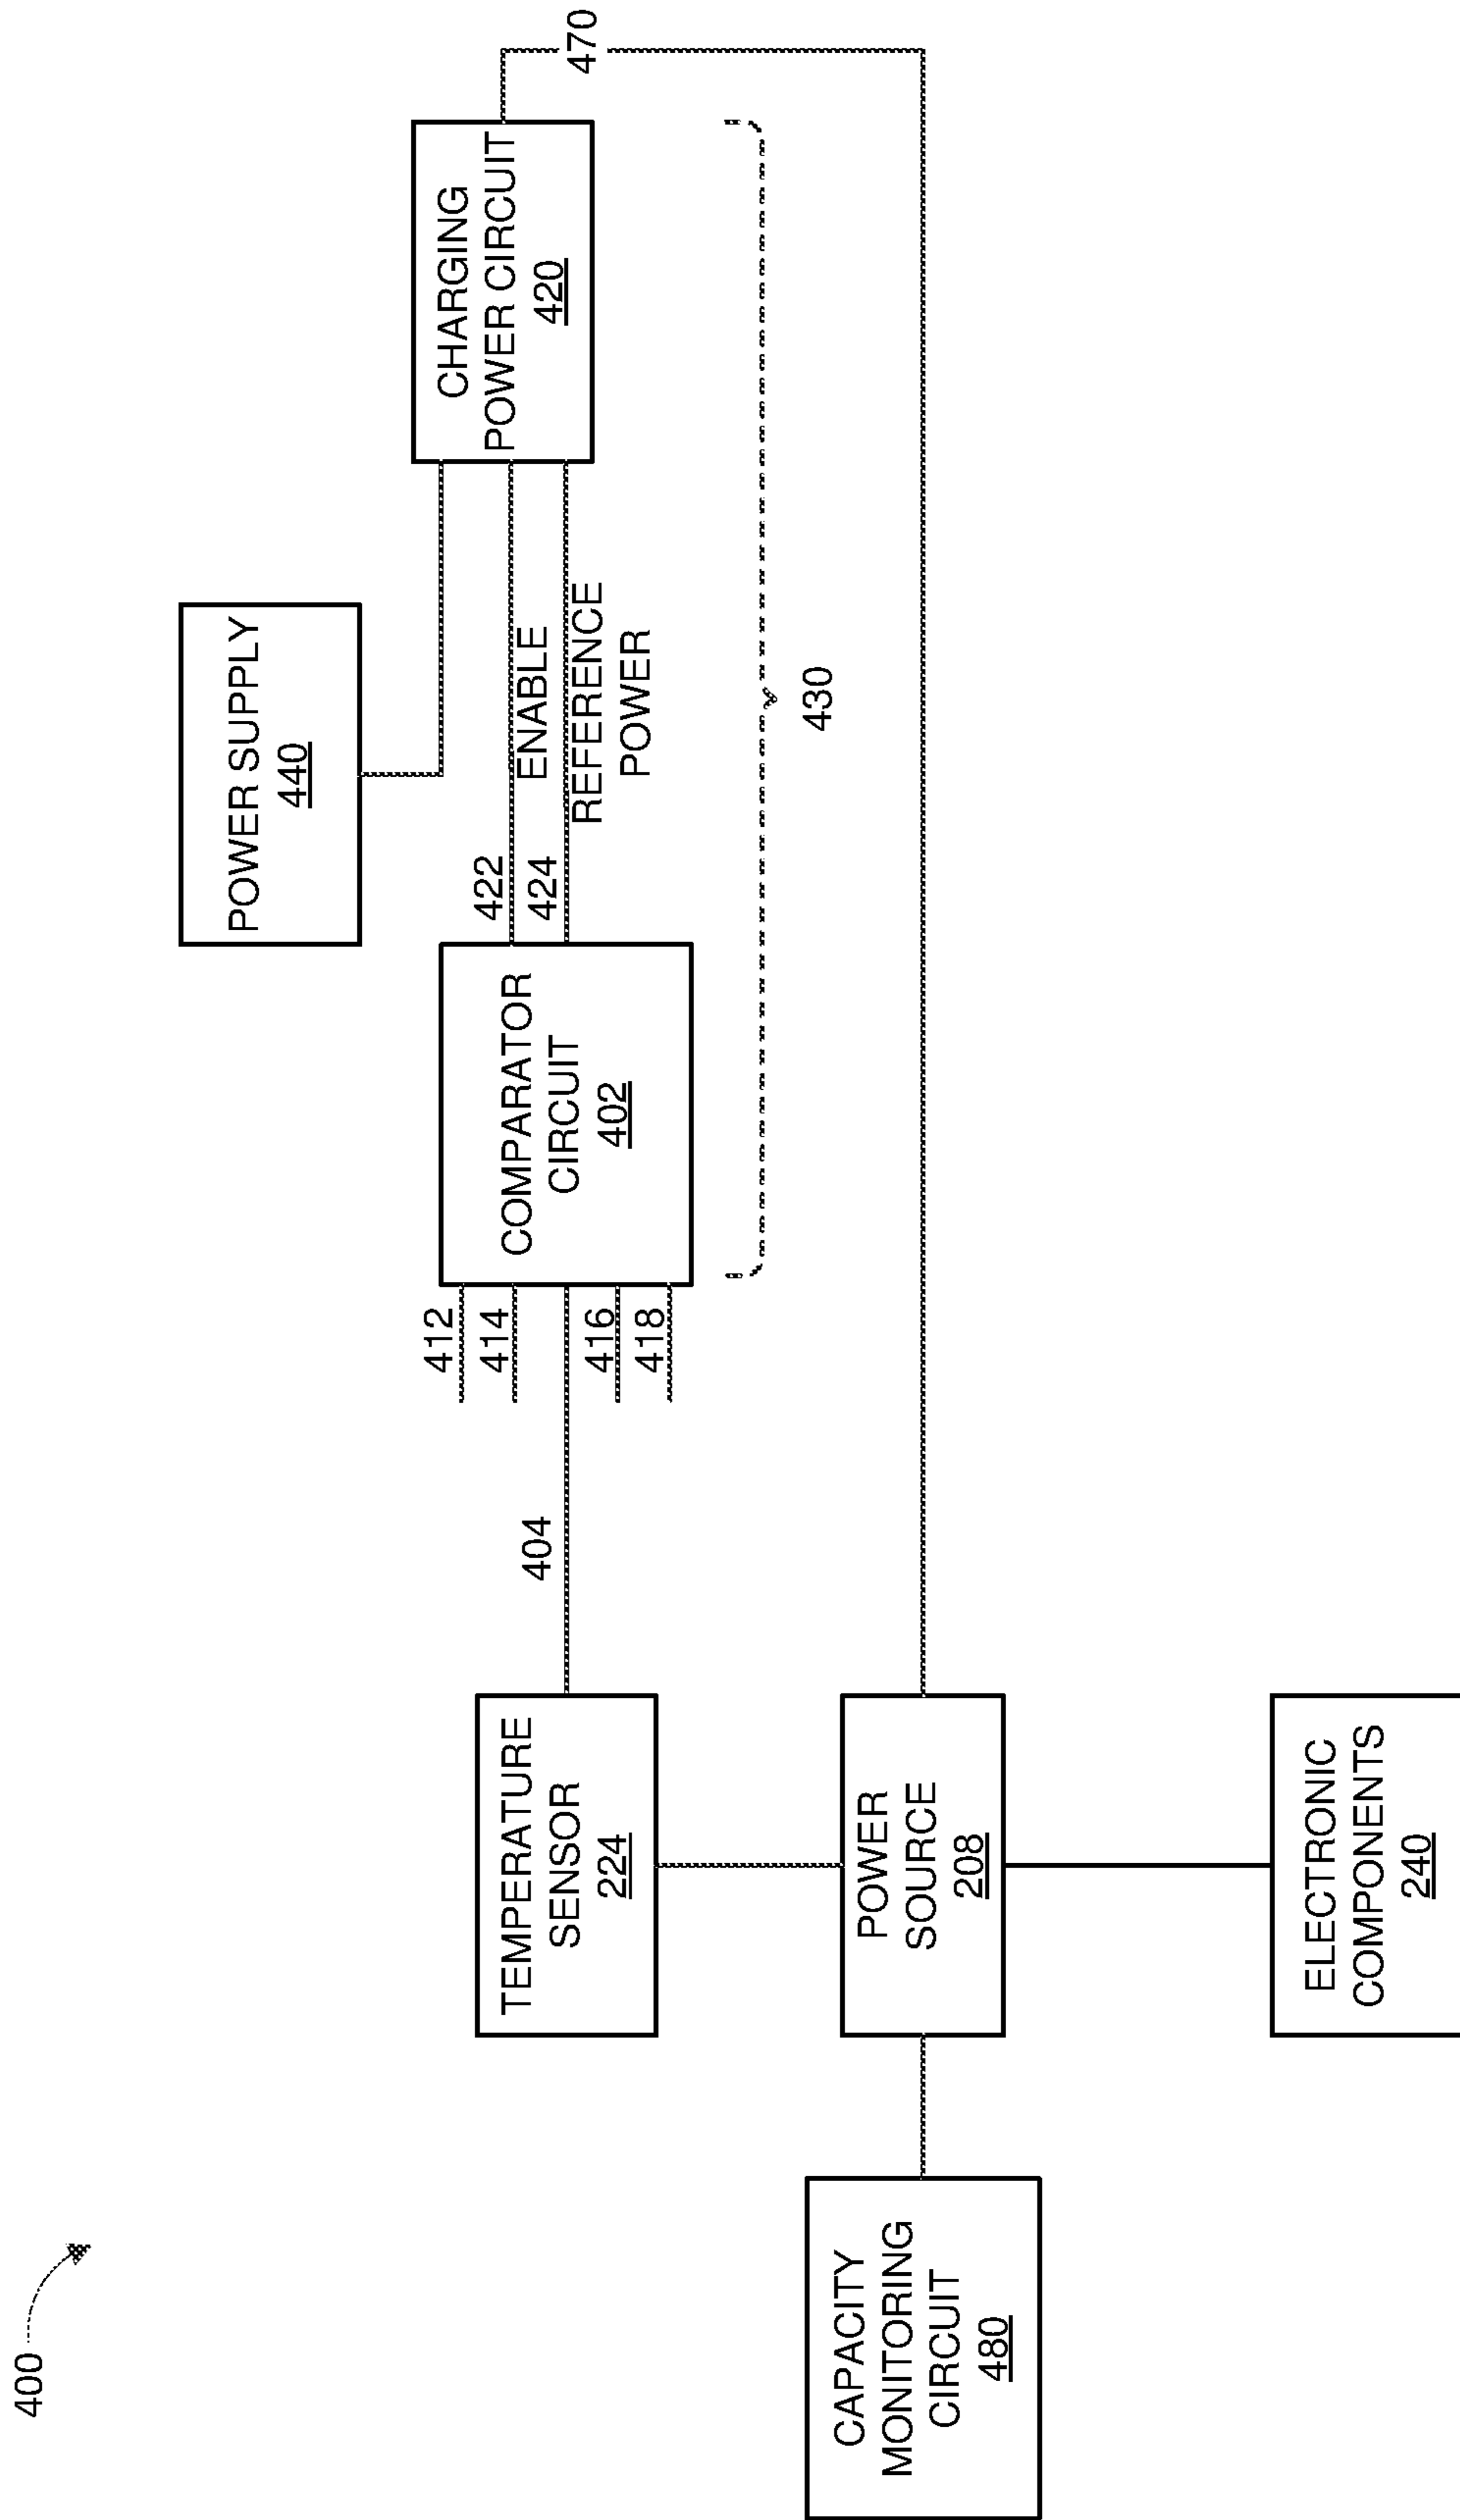 400
POWER SUPPLY
440
CHARGING
POWER CIRCUIT
420
470
422
ENABLE
424
REFERENCE
POWER
COMPARATOR
CIRCUIT
402
412
414
416
418
404
430
TEMPERATURE
SENSOR
224
POWER
SOURCE
208
CAPACITY
MONITORING
CIRCUIT
480
ELECTRONIC
COMPONENTS
240